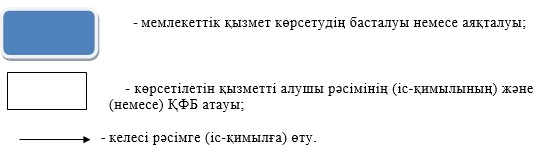 - мемлекеттік қызмет көрсетудің басталуы немесе аяқталуы;
- көрсетілетін қызметті алушы рәсімінің (іс-қимылының) және
(немесе) ҚФБ атауы;
- келесі рәсімге (іс-қимылға) өту.